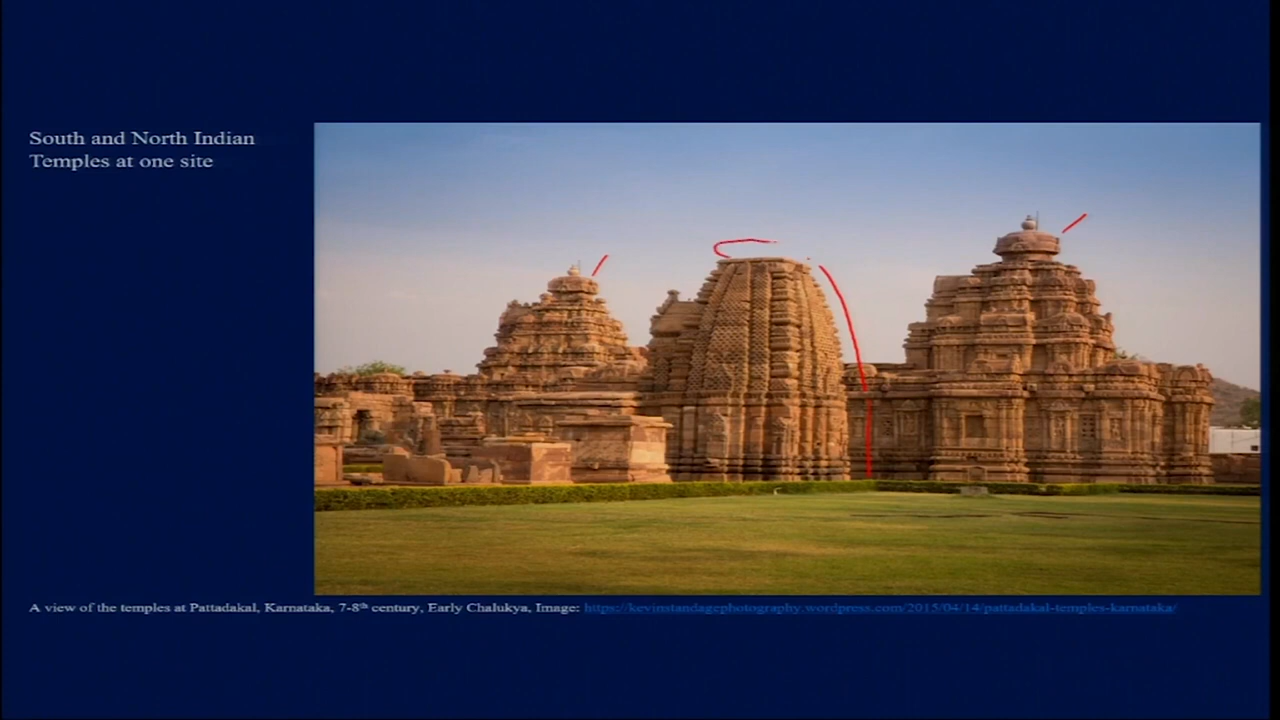 South and North Indian
Temples at one site
A view of the temples at Pattadakal, Karnataka, 7-8th century, Early Chalukya, Image: https://kevinstandagephotography.wordpress.com/2015/04/14/pattadakal-temples-karnataka/